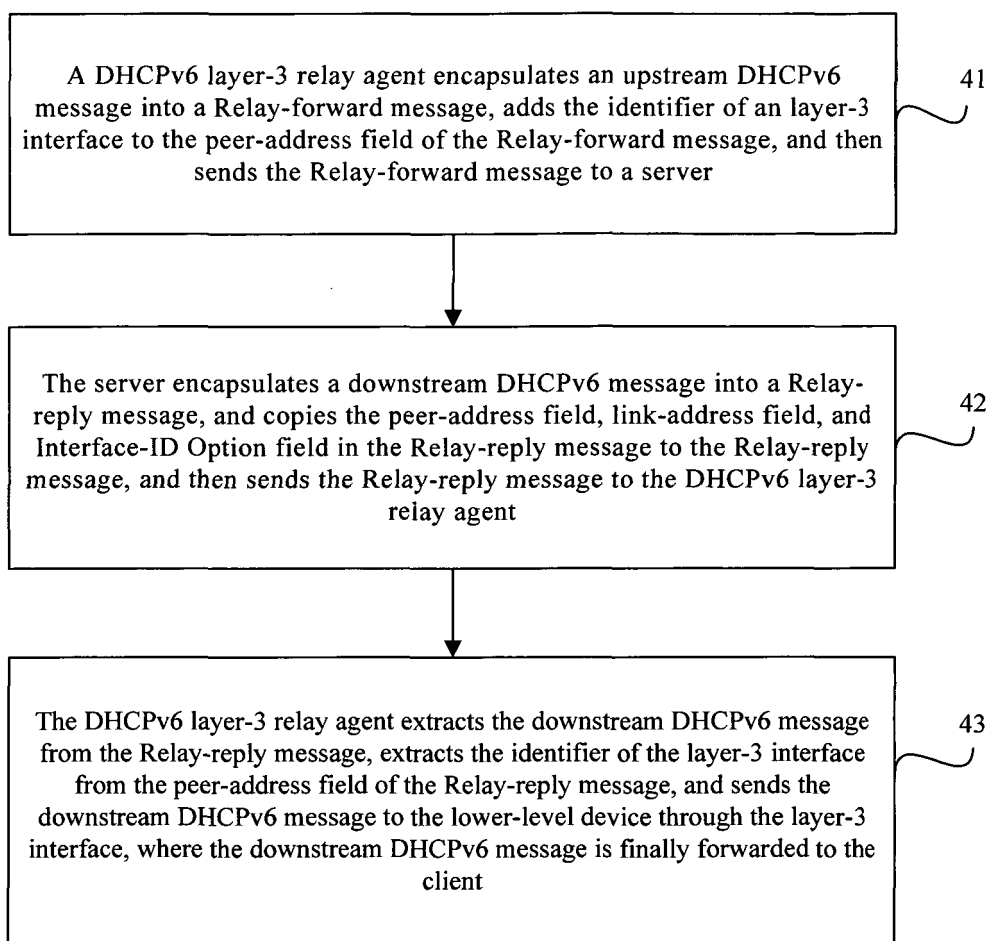 A DHCPv6 layer-3 relay agent encapsulates an upstream DHCPv6
message into a Relay-forward message, adds the identifier of an layer-3
interface to the peer-address field of the Relay-forward message, and then
sends the Relay-forward message to a server
41
The server encapsulates a downstream DHCPv6 message into a Relay-
reply message, and copies the peer-address field, link-address field, and
Interface-ID Option field in the Relay-reply message to the Relay-reply
message, and then sends the Relay-reply message to the DHCPv6 layer-3
relay agent
42
The DHCPv6 layer-3 relay agent extracts the downstream DHCPv6 message
from the Relay-reply message, extracts the identifier of the layer-3 interface
from the peer-address field of the Relay-reply message, and sends the
downstream DHCPv6 message to the lower-level device through the layer-3
interface, where the downstream DHCPv6 message is finally forwarded to the
client
43